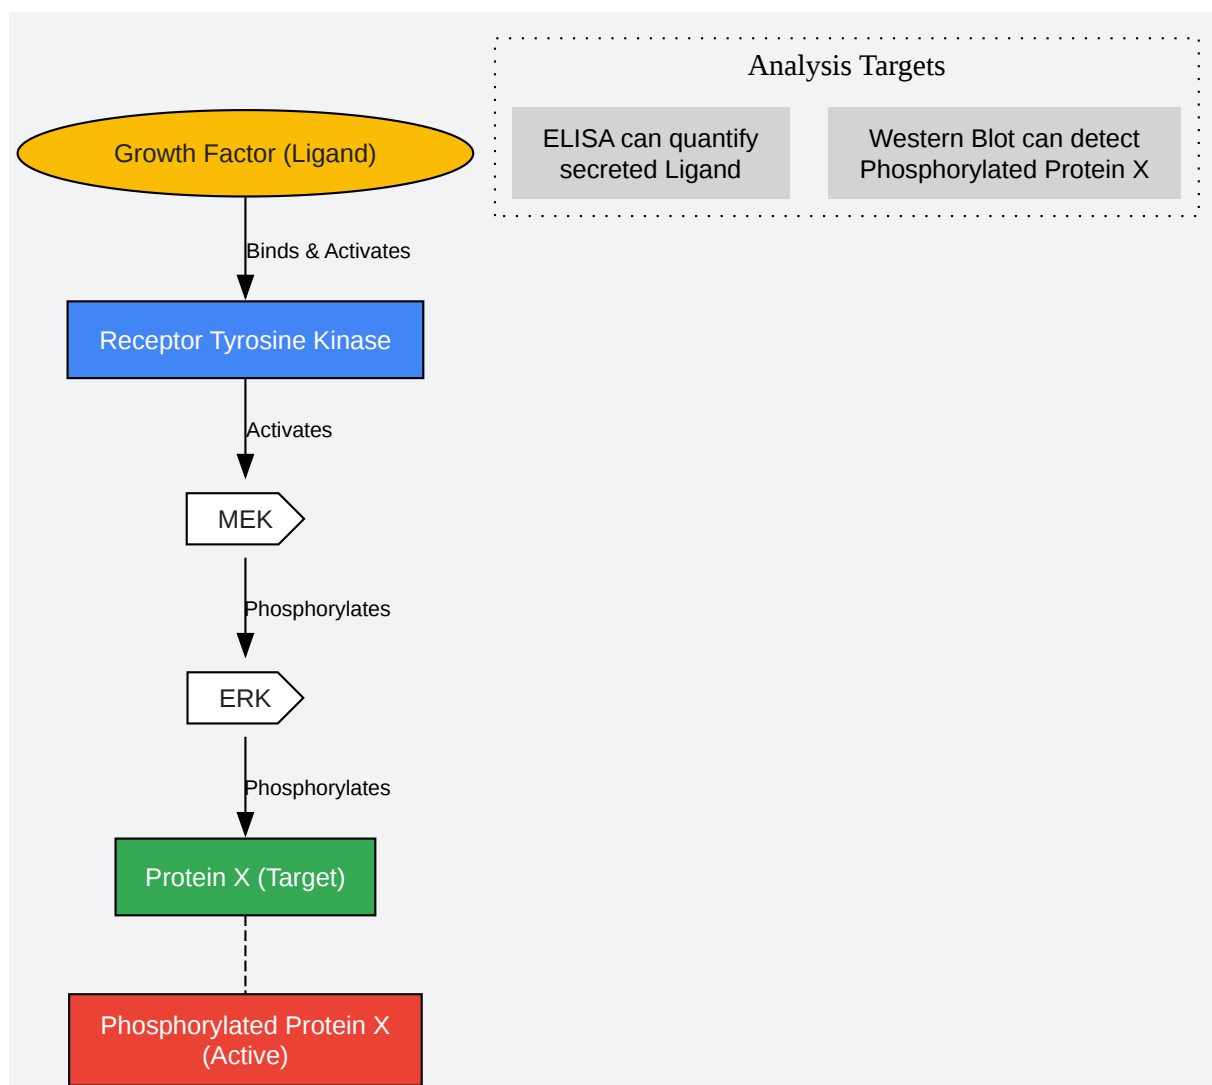 Analysis Targets
ELISA can quantify
secreted Ligand
Western Blot can detect
Phosphorylated Protein X
Growth Factor (Ligand)
Binds & Activates
Receptor Tyrosine Kinase
Activates
MEK
Phosphorylates
ERK
Phosphorylates
Protein X (Target)
Phosphorylated Protein X
(Active)